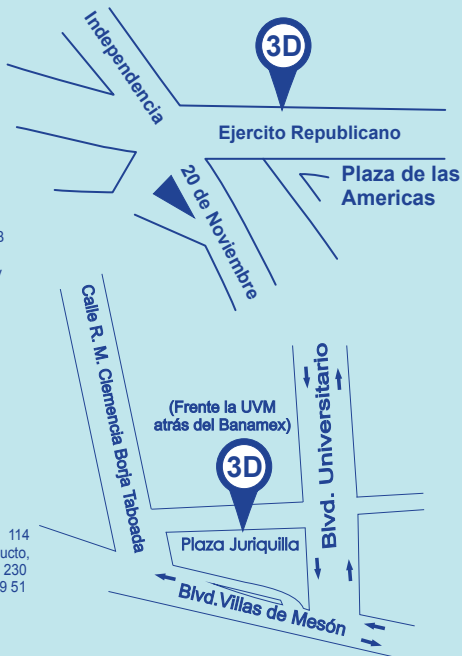 Independencia
3D
Ejercito Republicano
Plaza de las
Americas
20 de Noviembre
Calle R. M. Clemencia Borja Taboada
Blvd. Universitario
(Frente la UVM
atrás del Banamex)
3D
Plaza Juriquilla
114
ucto,
230
9 51
Blvd.Villas de Mesón